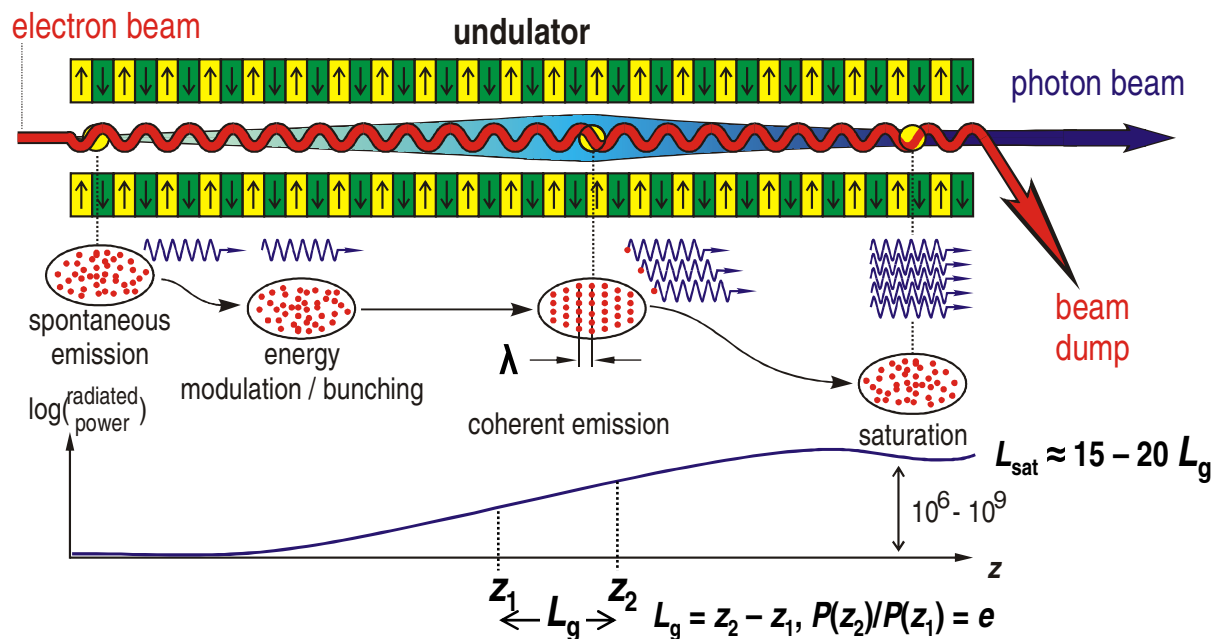 electron beam
undulator
photon beam
spontaneous
emission
energy
modulation / bunching
λ
coherent emission
beam
dump
saturation
log(radiated power)
L_sat ≈ 15 – 20 L_g
10^6 - 10^9
z
z_1
z_2
L_g
L_g = z_2 – z_1, P(z_2)/P(z_1) = e